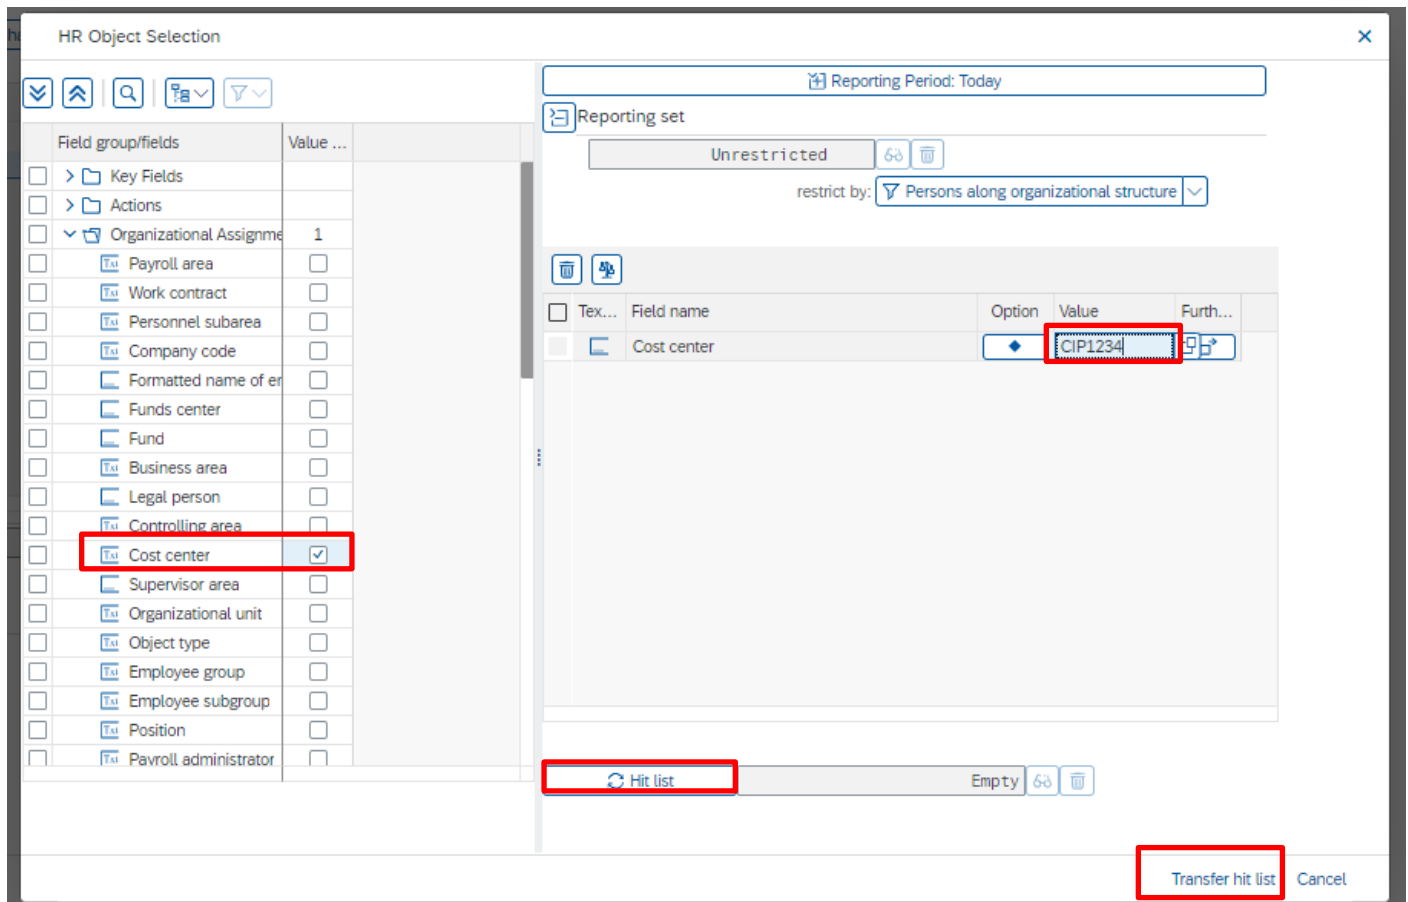 HR Object Selection
Reporting Period: Today
Reporting set
Field group/fields
Value ...
Unrestricted
Key Fields
restrict by:
Persons along organizational structure
Actions
Organizational Assignme
1
Payroll area
Work contract
Tex...
Field name
Option
Value
Furth...
Personnel subarea
Company code
Cost center
CIP1234
Formatted name of er
Funds center
Fund
Business area
Legal person
Controlling area
Cost center
Supervisor area
Organizational unit
Object type
Employee group
Employee subgroup
Position
Payroll administrator
Hit list
Empty
Transfer hit list
Cancel